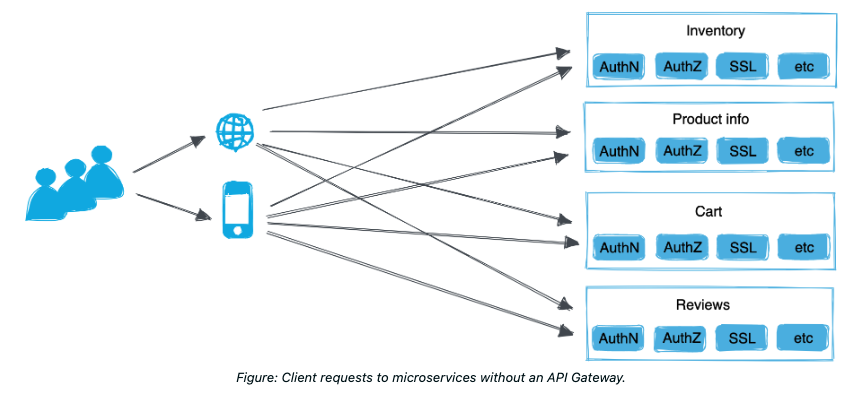 Inventory
AuthN AuthZ SSL etc
Product info
AuthN AuthZ SSL etc
Cart
AuthN AuthZ SSL etc
Reviews
AuthN AuthZ SSL etc
Figure: Client requests to microservices without an API Gateway.